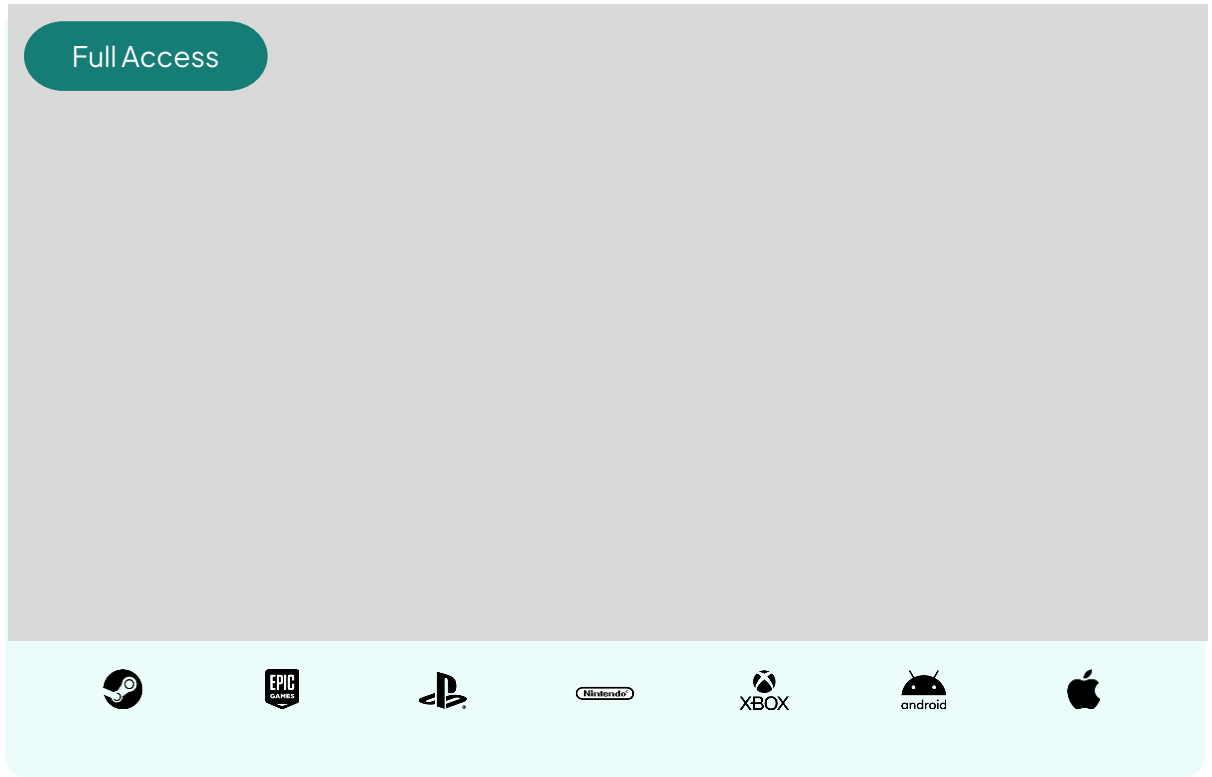 Full Access
EPIC
GAMES
Nintendo
XBOX
android